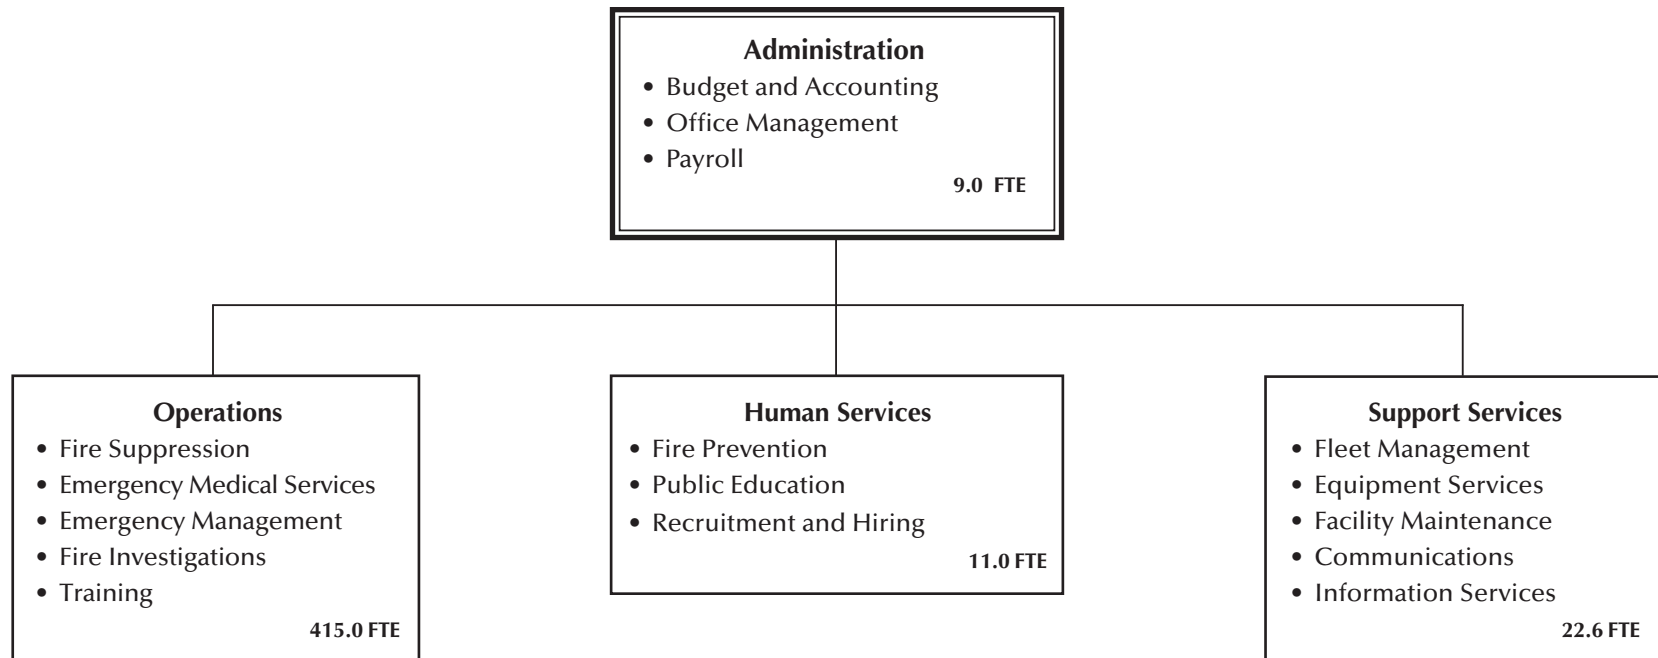 Administration
• Budget and Accounting
• Office Management
• Payroll
9.0 FTE
Operations
• Fire Suppression
• Emergency Medical Services
• Emergency Management
• Fire Investigations
• Training
415.0 FTE
Human Services
• Fire Prevention
• Public Education
• Recruitment and Hiring
11.0 FTE
Support Services
• Fleet Management
• Equipment Services
• Facility Maintenance
• Communications
• Information Services
22.6 FTE